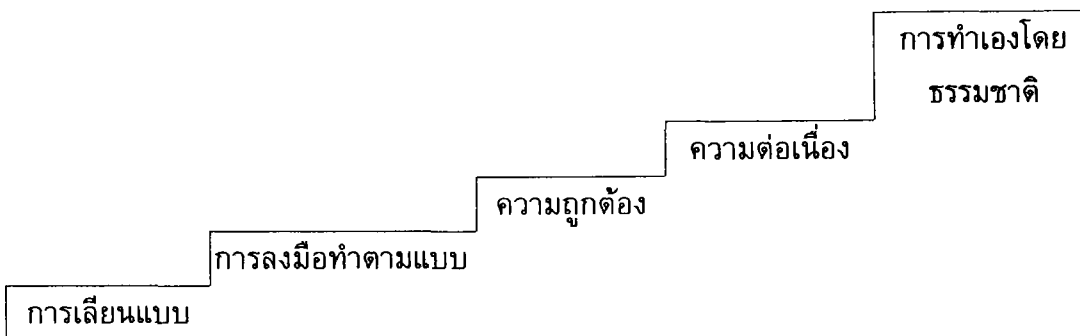 การทำเองโดย
ธรรมชาติ
ความต่อเนื่อง
ความถูกต้อง
การลงมือทำตามแบบ
การเลียนแบบ